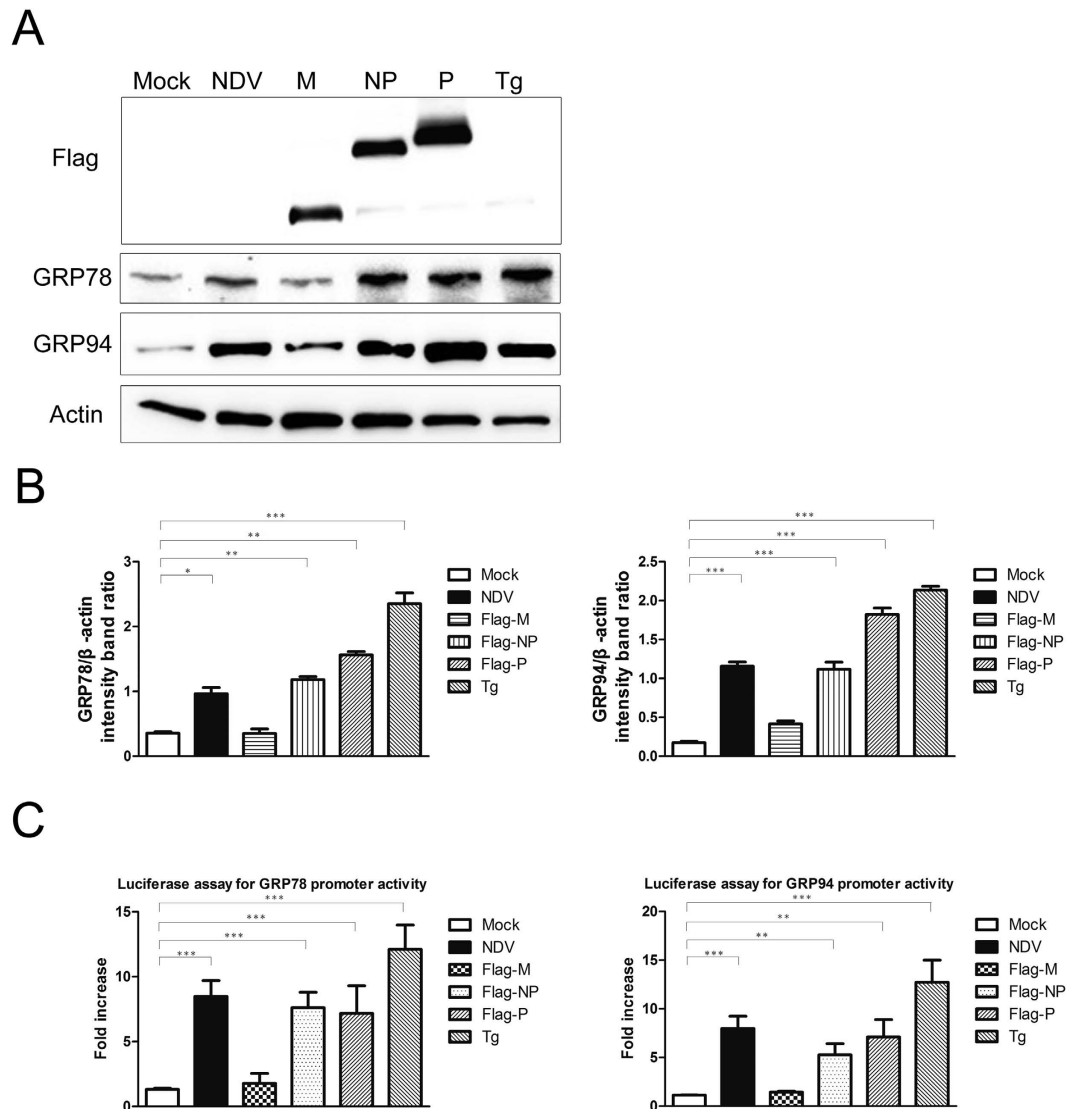 A
Mock NDV M NP P Tg
Flag
GRP78
GRP94
Actin
B
***
**
**
*
3
2
1
0
GRP78/β -actin
intensity band ratio
Mock
NDV
Flag-M
Flag-NP
Flag-P
Tg
***
***
***
***
2.5
2.0
1.5
1.0
0.5
0.0
GRP94/β -actin
intensity band ratio
Mock
NDV
Flag-M
Flag-NP
Flag-P
Tg
C
Luciferase assay for GRP78 promoter activity
***
***
***
***
15
10
5
0
Fold increase
Mock
NDV
Flag-M
Flag-NP
Flag-P
Tg
Luciferase assay for GRP94 promoter activity
***
**
**
***
20
15
10
5
0
Fold increase
Mock
NDV
Flag-M
Flag-NP
Flag-P
Tg